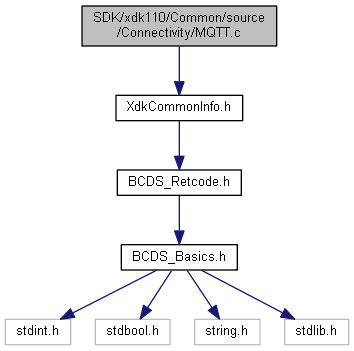 SDK/xdk110/Common/source
/Connectivity/MQTT.c
XdkCommonInfo.h
BCDS_Retcode.h
BCDS_Basics.h
stdint.h
stdbool.h
string.h
stdlib.h